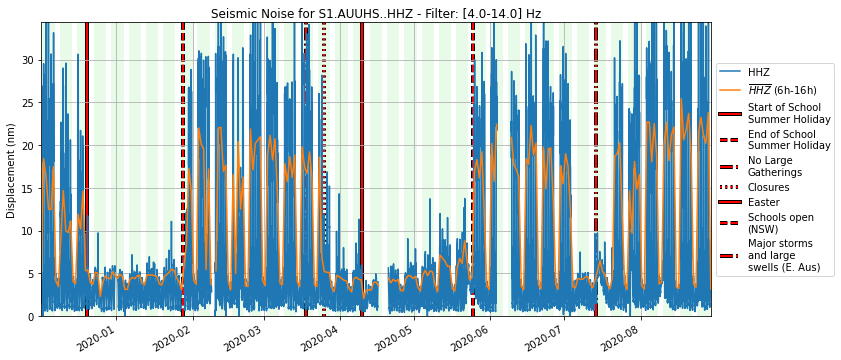 Seismic Noise for S1.AUUHS..HHZ - Filter: [4.0-14.0] Hz
Displacement (nm)
30
25
20
15
10
5
0
2020-01
2020-02
2020-03
2020-04
2020-05
2020-06
2020-07
2020-08
HHZ
HHZ (6h-16h)
Start of School
Summer Holiday
End of School
Summer Holiday
No Large
Gatherings
Closures
Easter
Schools open
(NSW)
Major storms
and large
swells (E. Aus)